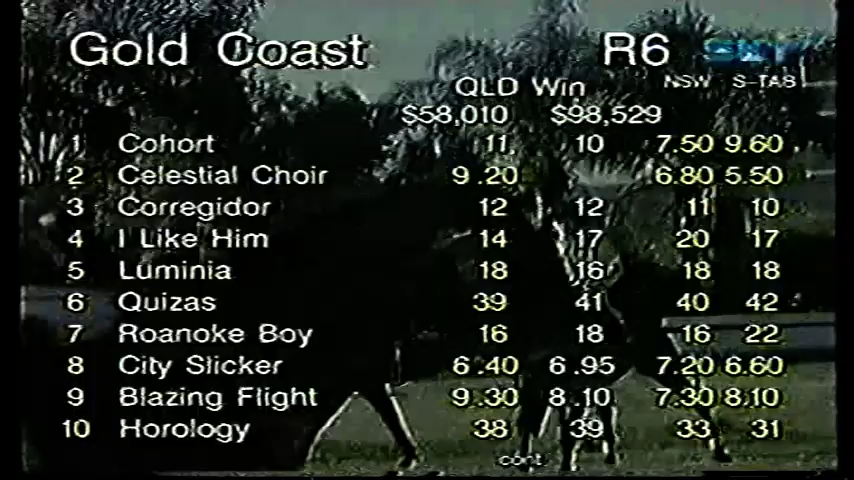 Gold Coast R6 SKY
QLD Win NSW S-TAB
$58,010 $98,529
1 Cohort 11 10 7.50 9.60
2 Celestial Choir 9.20 6.80 5.50
3 Corregidor 12 12 11 10
4 I Like Him 14 17 20 17
5 Luminia 18 16 18 18
6 Quizas 39 41 40 42
7 Roanoke Boy 16 18 16 22
8 City Slicker 6.40 6.95 7.20 6.60
9 Blazing Flight 9.30 8.10 7.30 8.10
10 Horology 38 39 33 31
cont